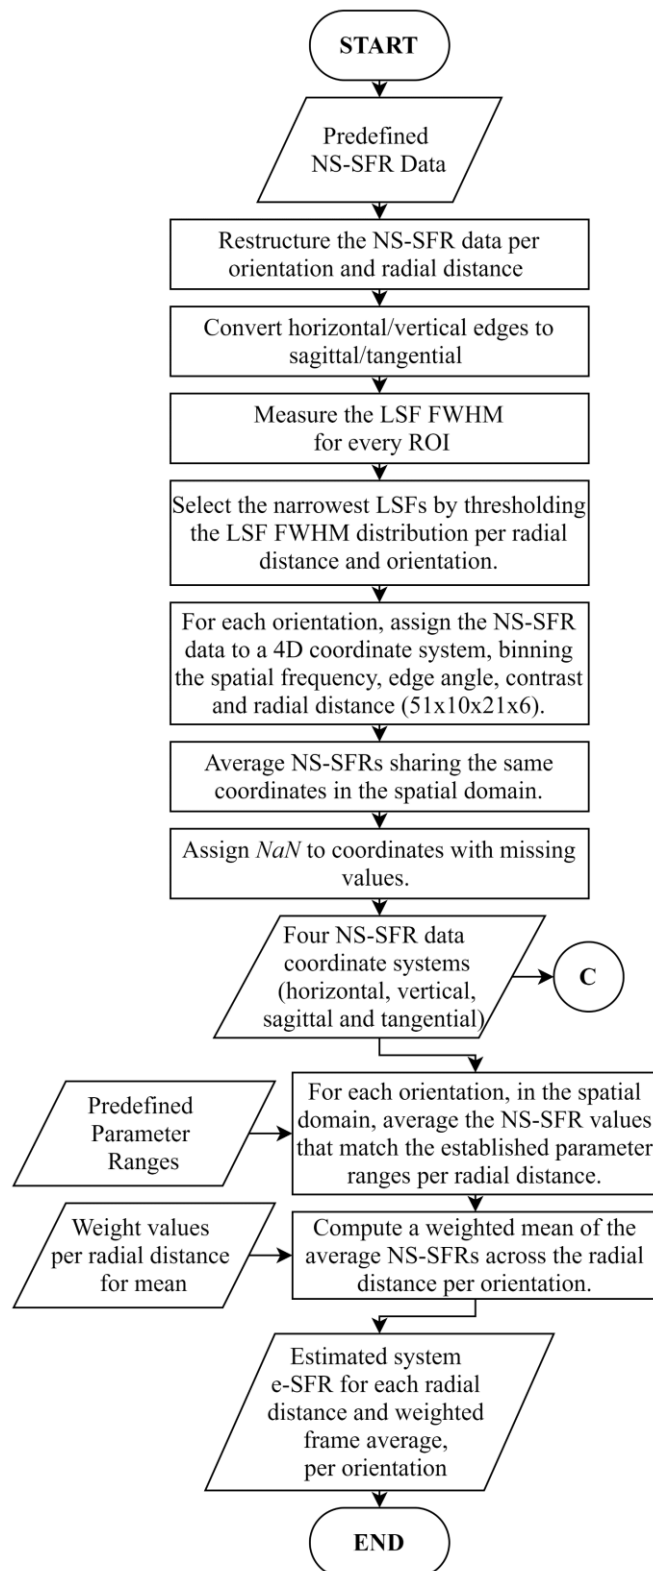 START
Predefined
NS-SFR Data
Restructure the NS-SFR data per
orientation and radial distance
Convert horizontal/vertical edges to
sagittal/tangential
Measure the LSF FWHM
for every ROI
Select the narrowest LSFs by thresholding
the LSF FWHM distribution per radial
distance and orientation.
For each orientation, assign the NS-SFR
data to a 4D coordinate system, binning
the spatial frequency, edge angle, contrast
and radial distance (51x10x21x6).
Average NS-SFRs sharing the same
coordinates in the spatial domain.
Assign NaN to coordinates with missing
values.
Four NS-SFR data
coordinate systems
(horizontal, vertical,
sagittal and tangential)
C
Predefined
Parameter
Ranges
For each orientation, in the spatial
domain, average the NS-SFR values
that match the established parameter
ranges per radial distance.
Weight values
per radial distance
for mean
Compute a weighted mean of the
average NS-SFRs across the radial
distance per orientation.
Estimated system
e-SFR for each radial
distance and weighted
frame average,
per orientation
END